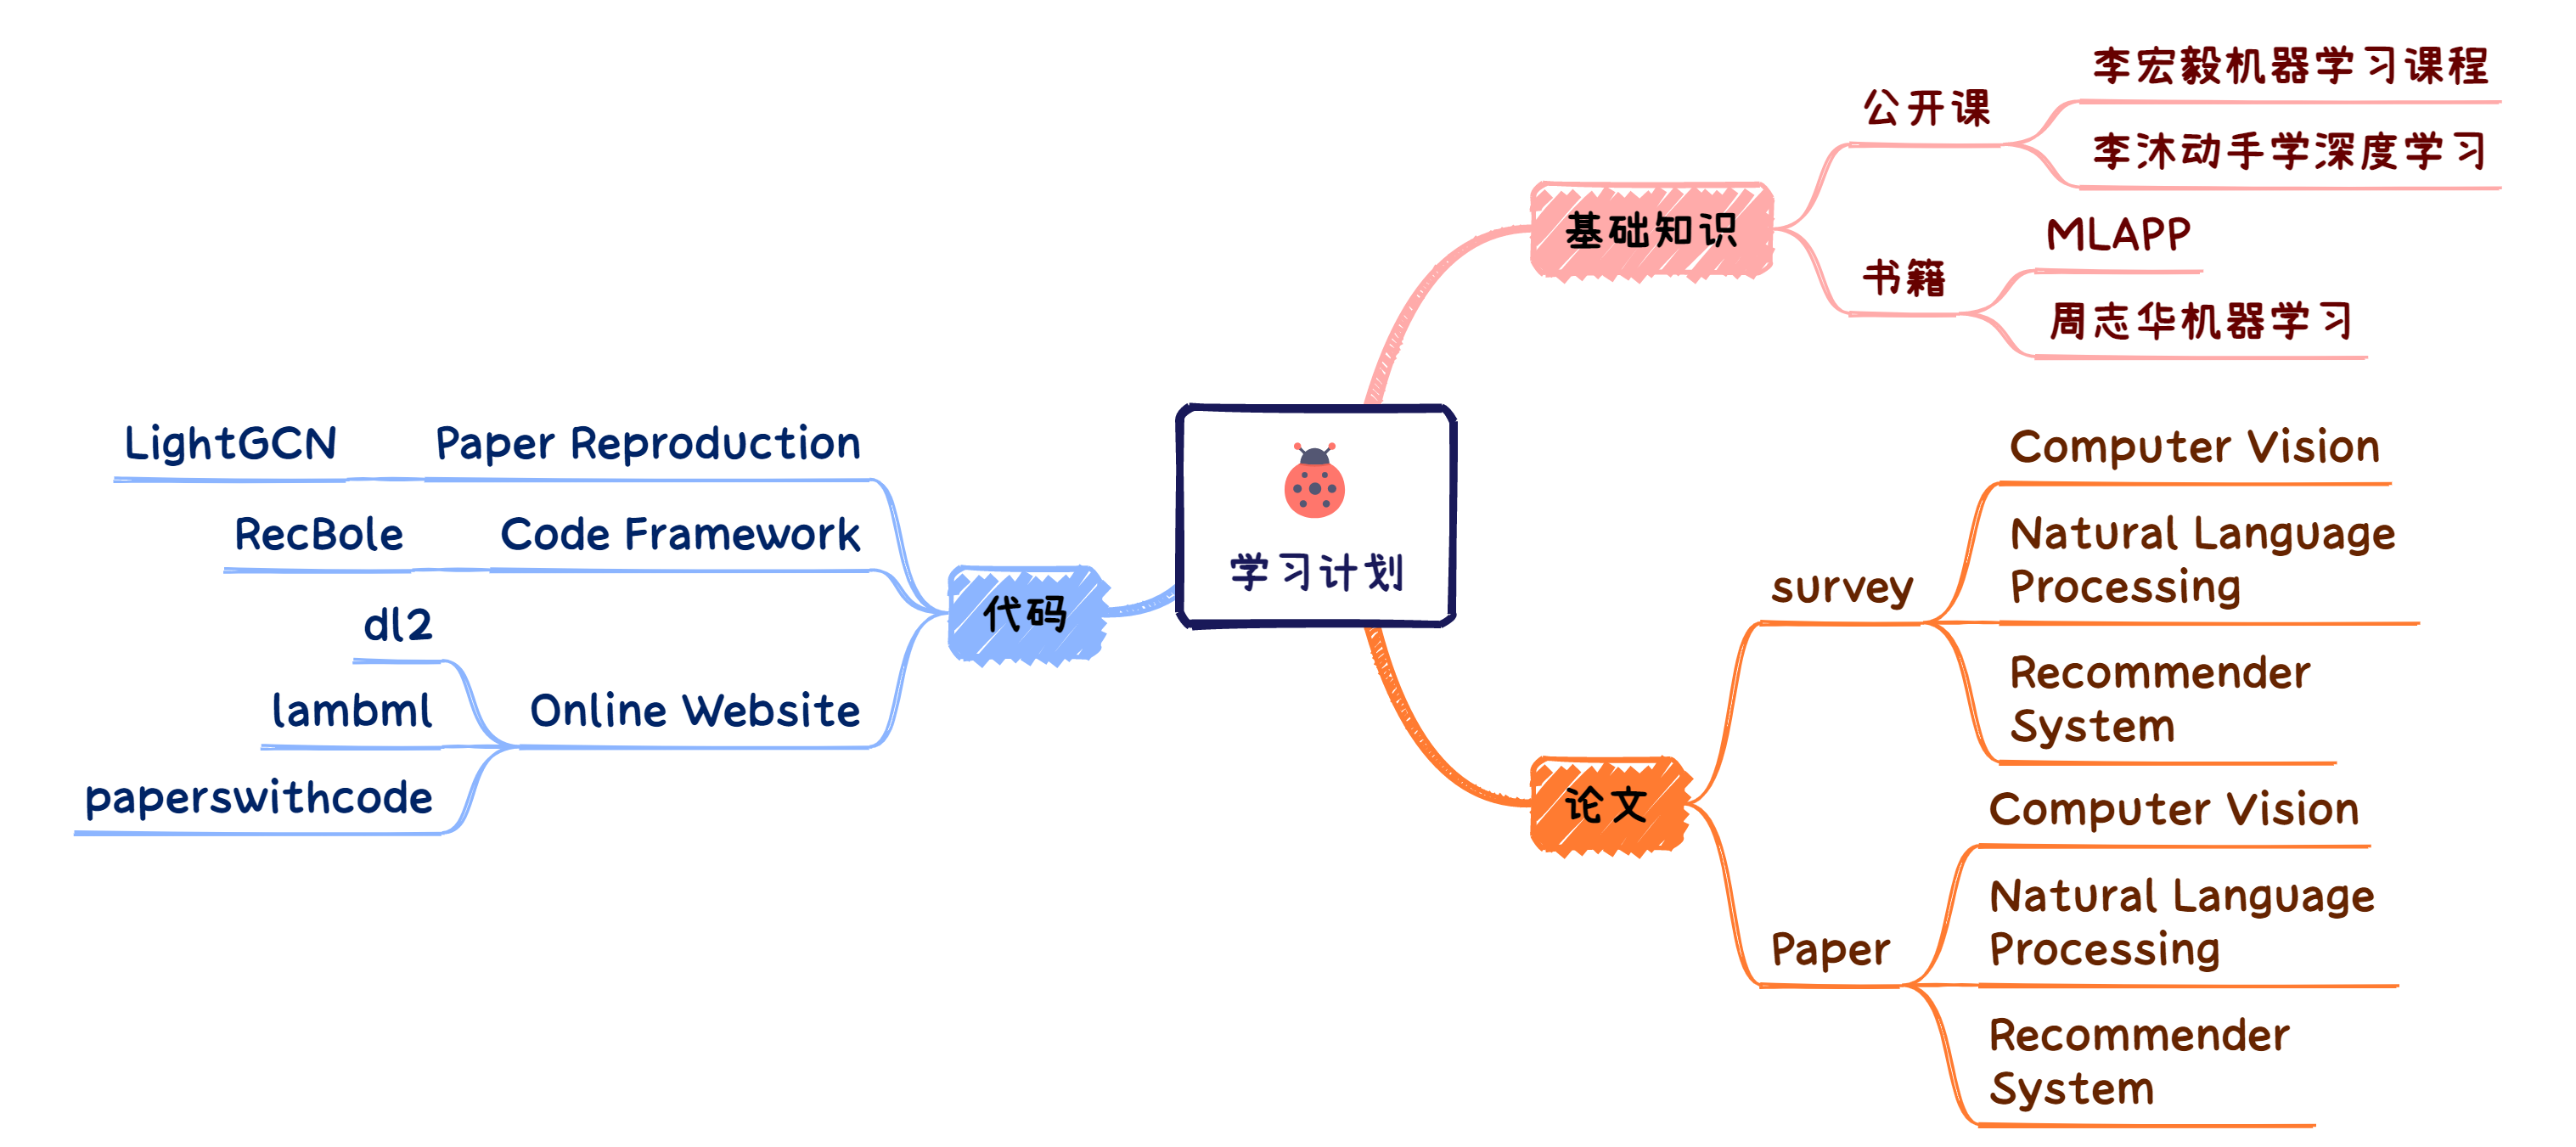 学习计划
基础知识
公开课
李宏毅机器学习课程
李沐动手学深度学习
书籍
MLAPP
周志华机器学习
论文
survey
Computer Vision
Natural Language
Processing
Recommender
System
Paper
Computer Vision
Natural Language
Processing
Recommender
System
代码
Paper Reproduction
LightGCN
Code Framework
RecBole
Online Website
dl2
lambml
paperswithcode